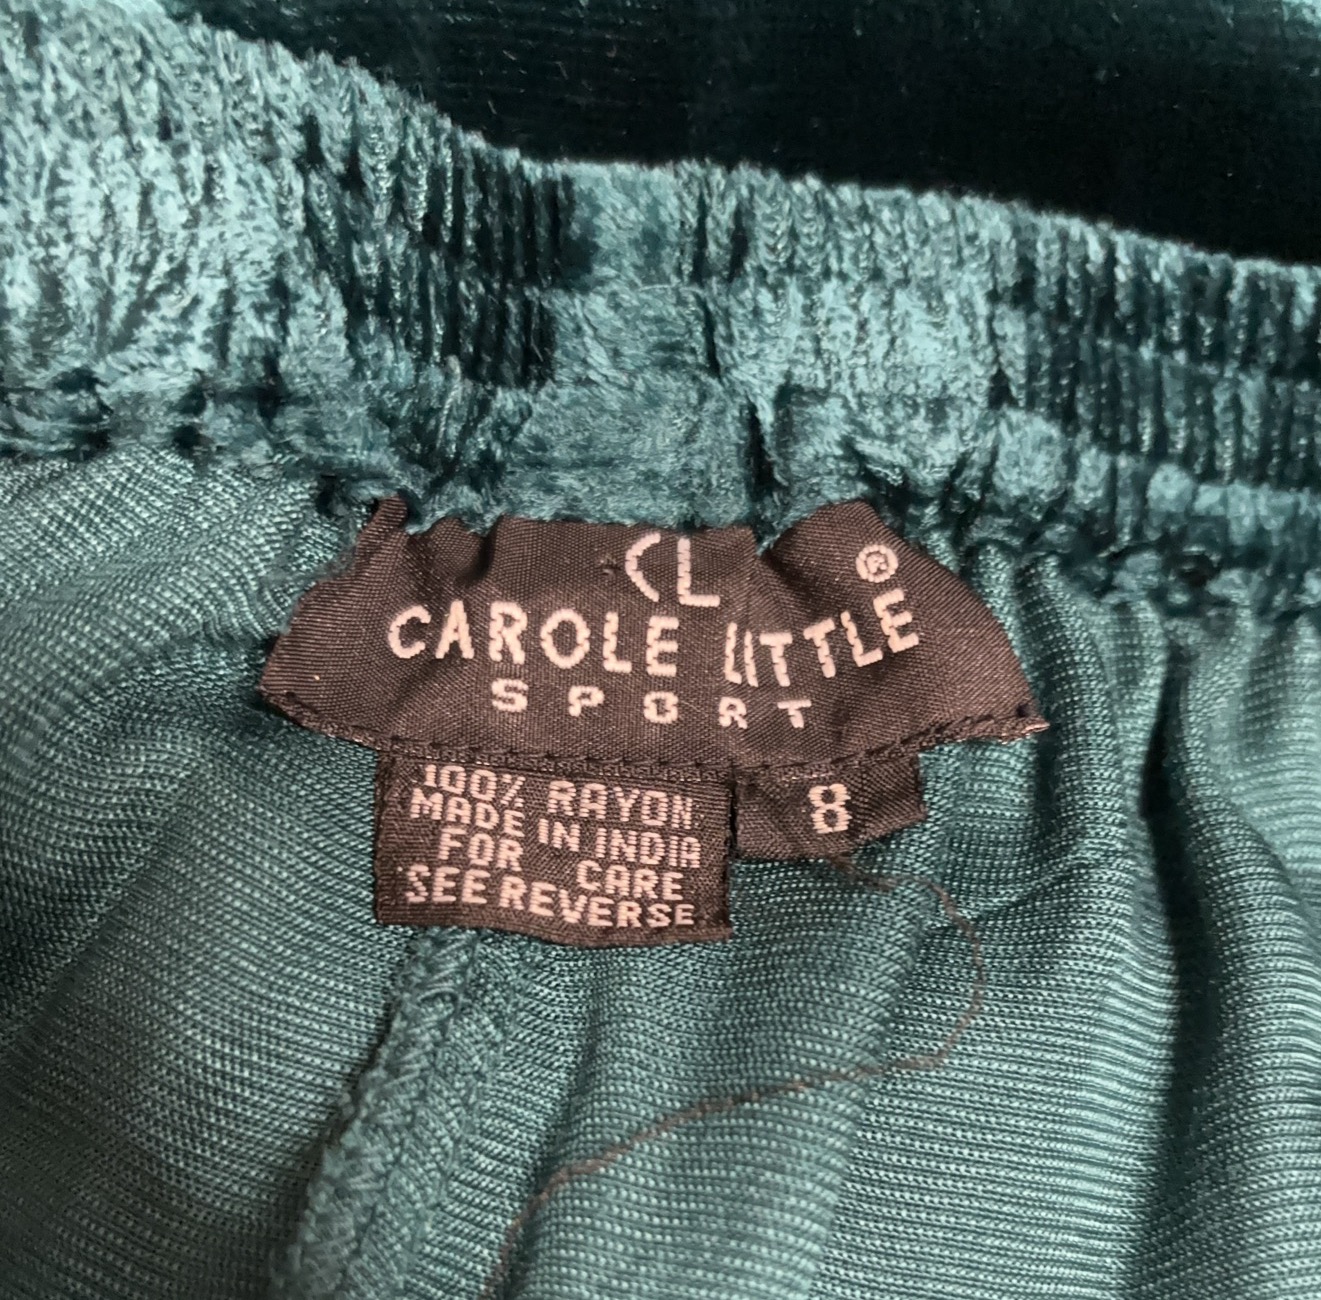 CL®
CAROLE LITTLE
SPORT
100% RAYON
MADE IN INDIA
FOR CARE
SEE REVERSE
8